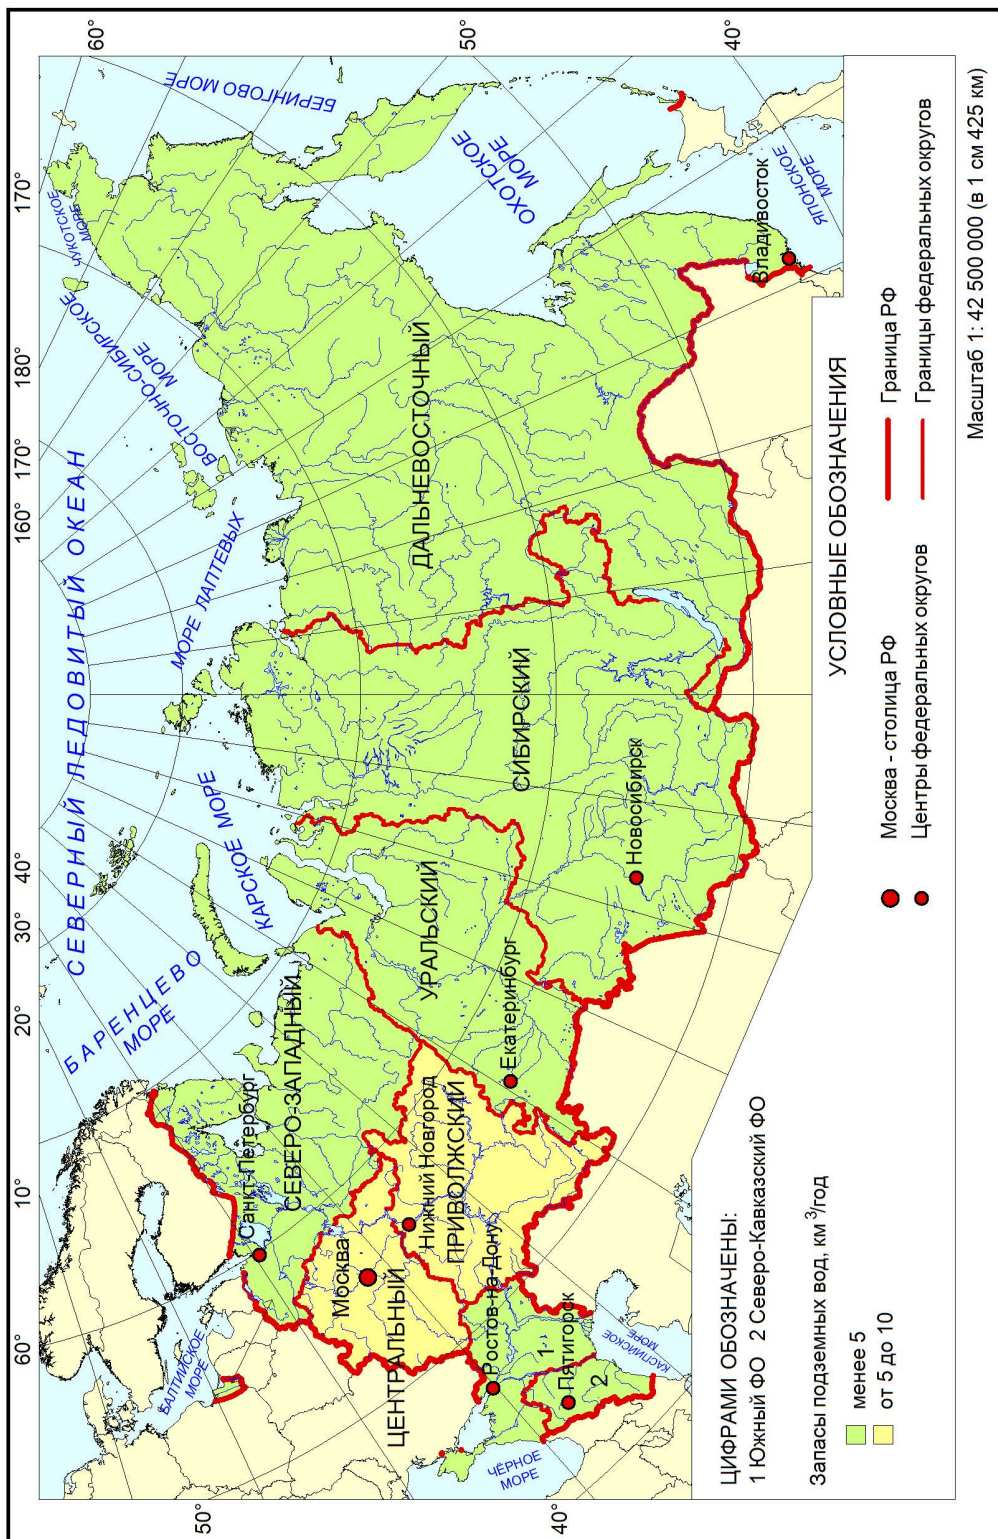 60°
170°
180°
170°
160°
40°
30°
20°
10°
60°
50°
40°
50°
40°
СЕВЕРНЫЙ ЛЕДОВИТЫЙ ОКЕАН
БАРЕНЦЕВО
МОРЕ
КАРСКОЕ МОРЕ
МОРЕ ЛАПТЕВЫХ
ВОСТОЧНО-СИБИРСКОЕ
МОРЕ
ЧУКОТСКОЕ
МОРЕ
БЕРИНГОВО МОРЕ
ОХОТСКОЕ
МОРЕ
ЯПОНСКОЕ
МОРЕ
БАЛТИЙСКОЕ
МОРЕ
ЧЁРНОЕ
МОРЕ
КАСПИЙСКОЕ
МОРЕ
Санкт-Петербург
СЕВЕРО-ЗАПАДНЫЙ
Москва
ЦЕНТРАЛЬНЫЙ
Нижний Новгород
ПРИВОЛЖСКИЙ
Ростов-на-Дону
1
Пятигорск
2
УРАЛЬСКИЙ
Екатеринбург
СИБИРСКИЙ
Новосибирск
ДАЛЬНЕВОСТОЧНЫЙ
Владивосток
ЦИФРАМИ ОБОЗНАЧЕНЫ:
1 Южный ФО 2 Северо-Кавказский ФО
Запасы подземных вод, км³/год
менее 5
от 5 до 10
УСЛОВНЫЕ ОБОЗНАЧЕНИЯ
Москва - столица РФ
Центры федеральных округов
Граница РФ
Границы федеральных округов
Масштаб 1: 42 500 000 (в 1 см 425 км)